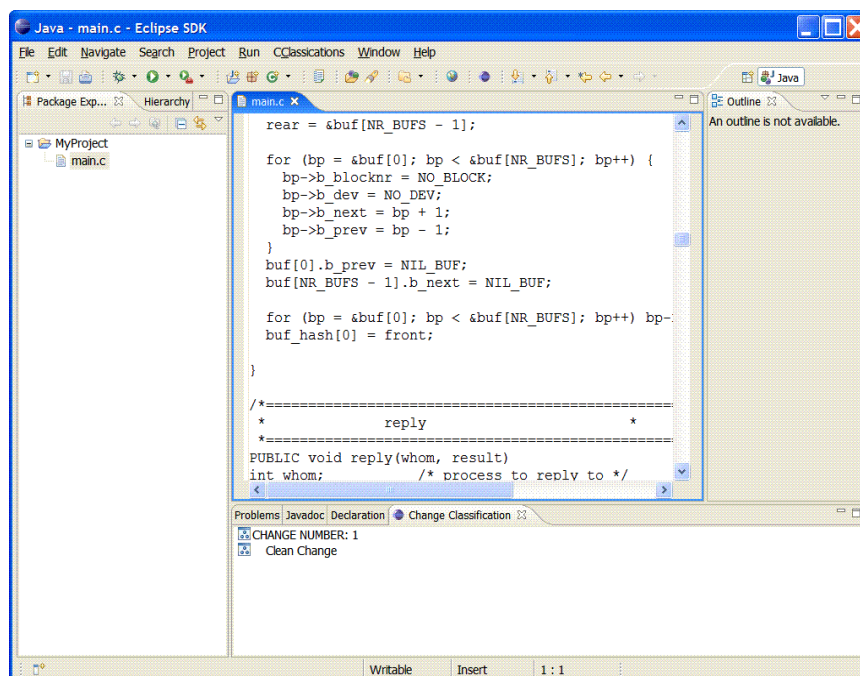 Java - main.c - Eclipse SDK
File Edit Navigate Search Project Run CClassications Window Help
Java
Package Exp... Hierarchy
main.c
Outline
An outline is not available.
MyProject
main.c
rear = &buf[NR_BUFS - 1];
for (bp = &buf[0]; bp < &buf[NR_BUFS]; bp++) {
bp->b_blocknr = NO_BLOCK;
bp->b_dev = NO_DEV;
bp->b_next = bp + 1;
bp->b_prev = bp - 1;
}
buf[0].b_prev = NIL_BUF;
buf[NR_BUFS - 1].b_next = NIL_BUF;
for (bp = &buf[0]; bp < &buf[NR_BUFS]; bp++) bp-
buf_hash[0] = front;
}
/*================================================
* reply *
*================================================
PUBLIC void reply(whom, result)
int whom; /* process to reply to */
Problems Javadoc Declaration Change Classification
CHANGE NUMBER: 1
Clean Change
Writable Insert 1 : 1